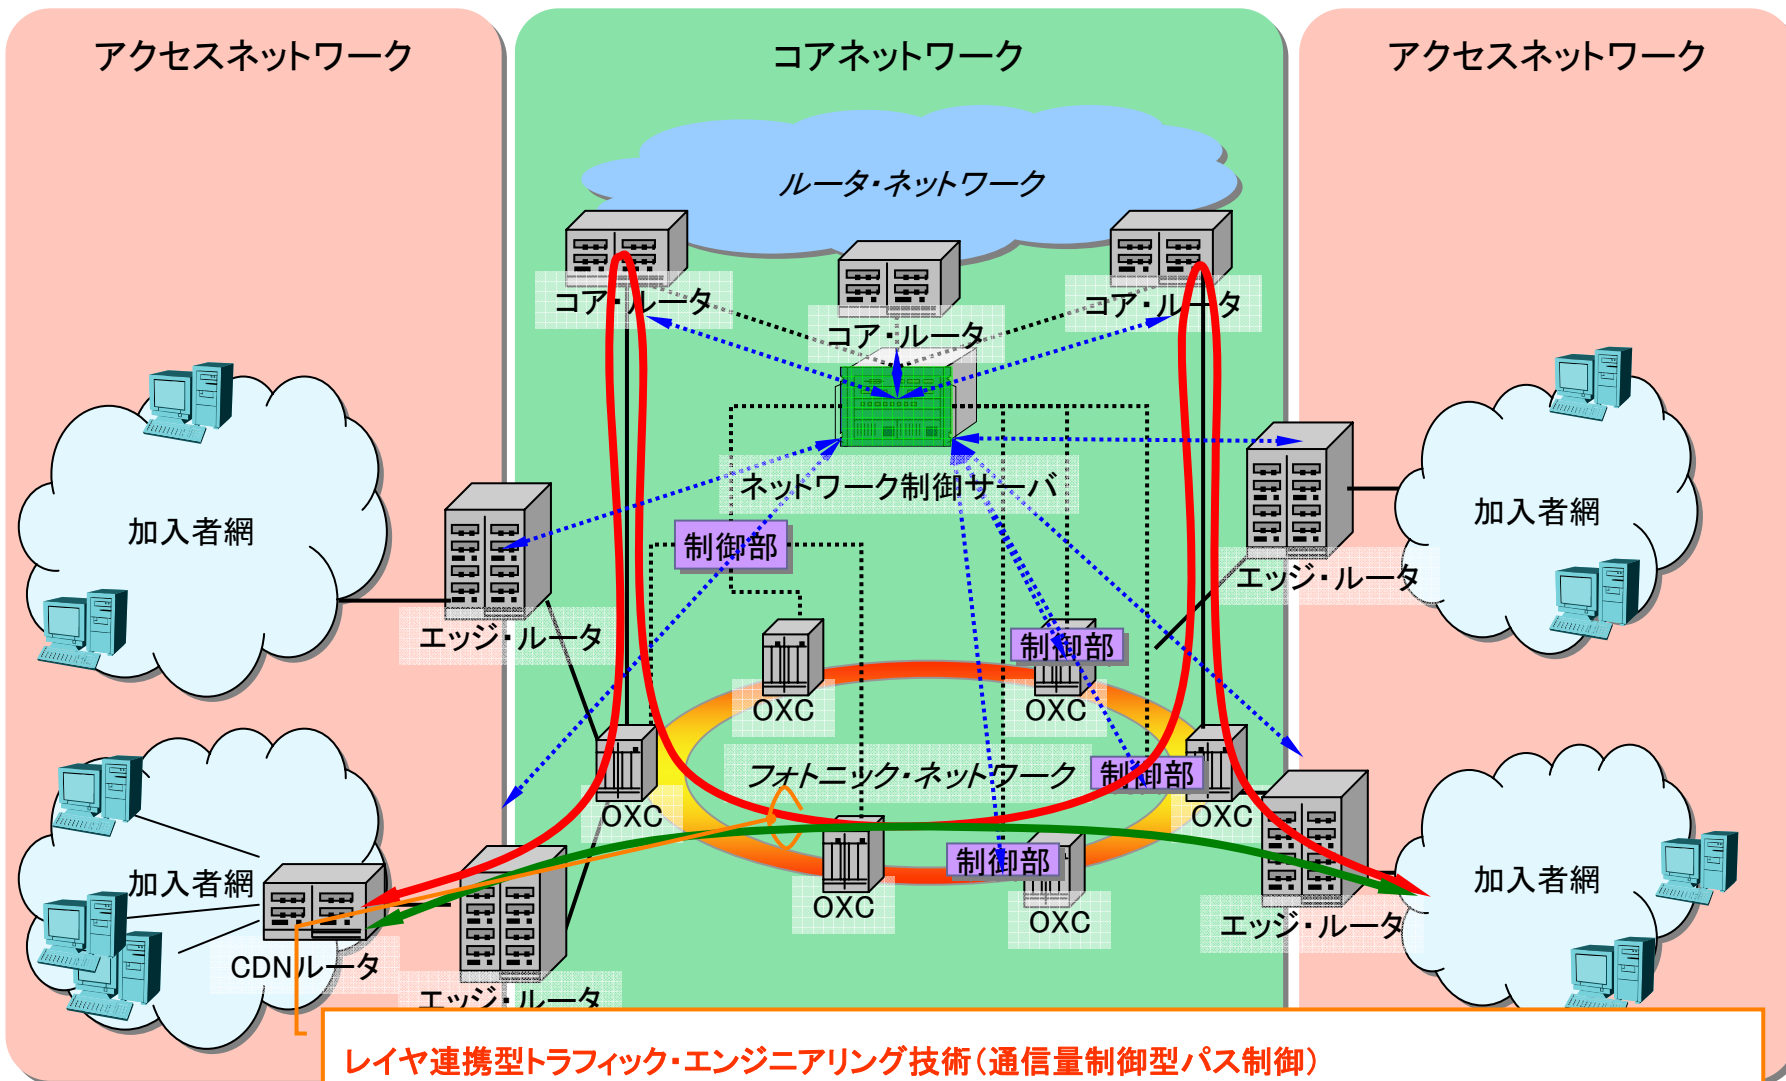 アクセスネットワーク
コアネットワーク
アクセスネットワーク
ルータ・ネットワーク
コア・ルータ
コア・ルータ
コア・ルータ
ネットワーク制御サーバ
加入者網
加入者網
制御部
エッジ・ルータ
エッジ・ルータ
制御部
OXC
OXC
フォトニック・ネットワーク
制御部
OXC
OXC
制御部
加入者網
加入者網
OXC
OXC
エッジ・ルータ
CDNルータ
エッジ・ルータ
レイヤ連携型トラフィック・エンジニアリング技術（通信量制御型パス制御）